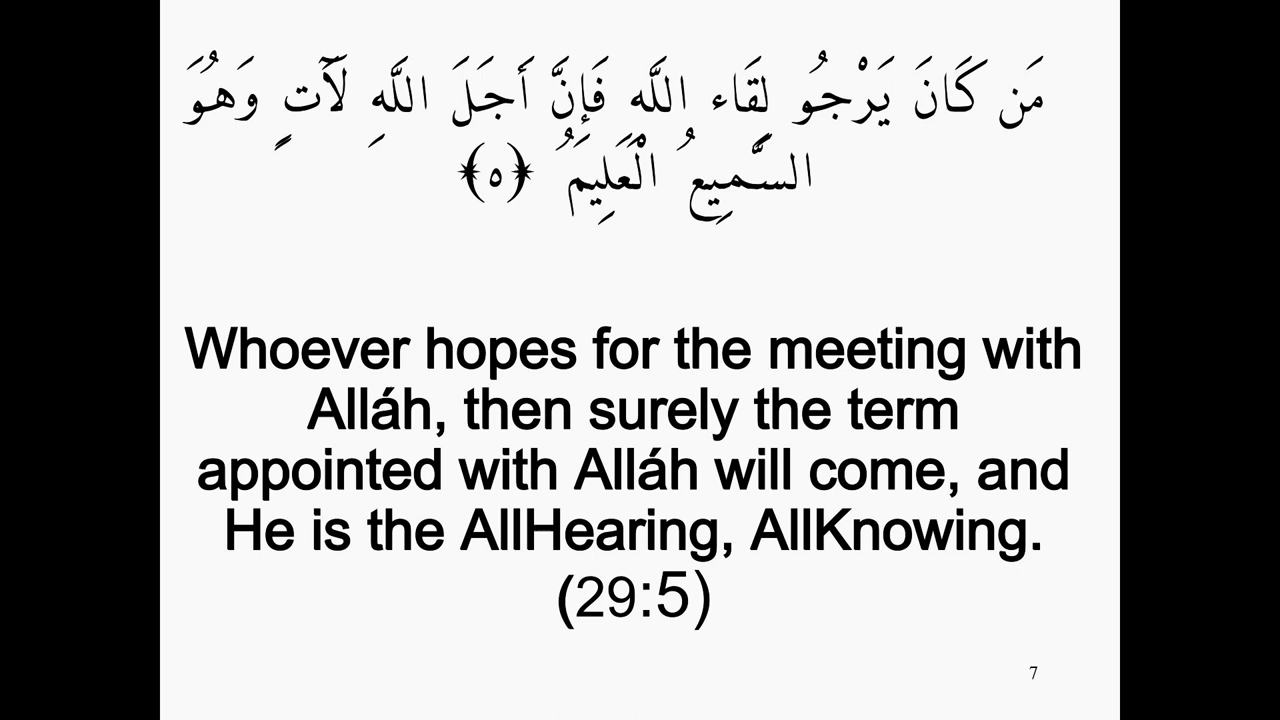 مَن كَانَ يَرْجُو لِقَاء اللَّهِ فَإِنَّ أَجَلَ اللَّهِ لَآتٍ وَهُوَ
السَّمِيعُ الْعَلِيمُ ﴿٥﴾
Whoever hopes for the meeting with
Alláh, then surely the term
appointed with Alláh will come, and
He is the AllHearing, AllKnowing.
(29:5)
7